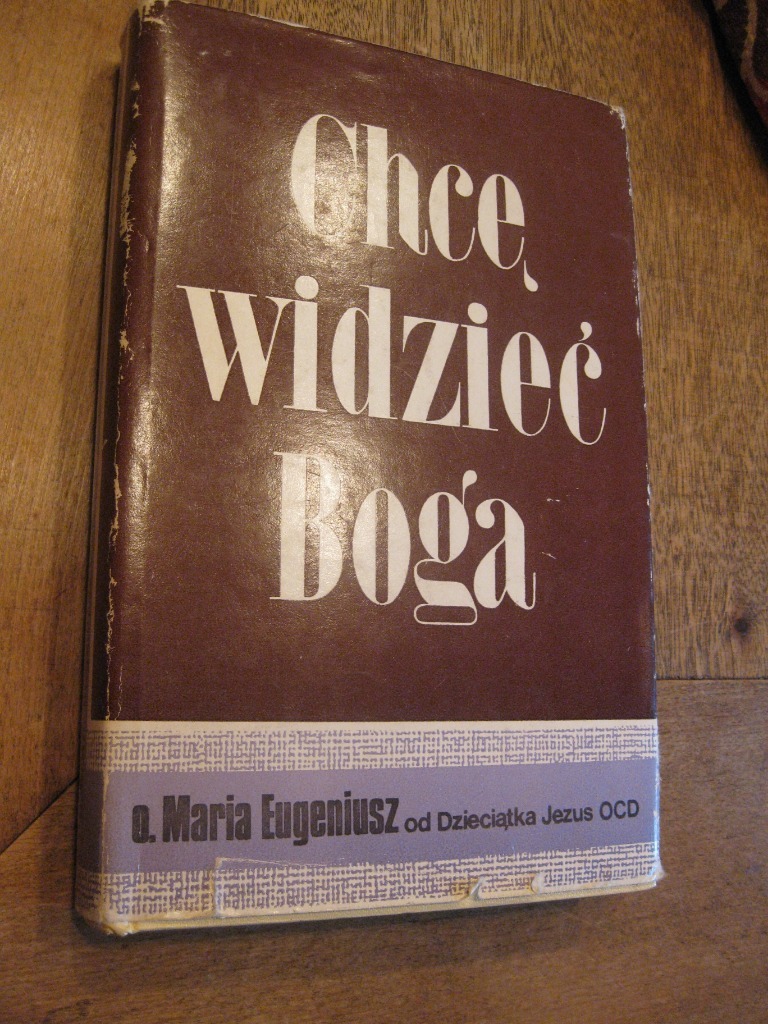 Chcę
widzieć
Boga
o. Maria Eugeniusz od Dzieciątka Jezus OCD